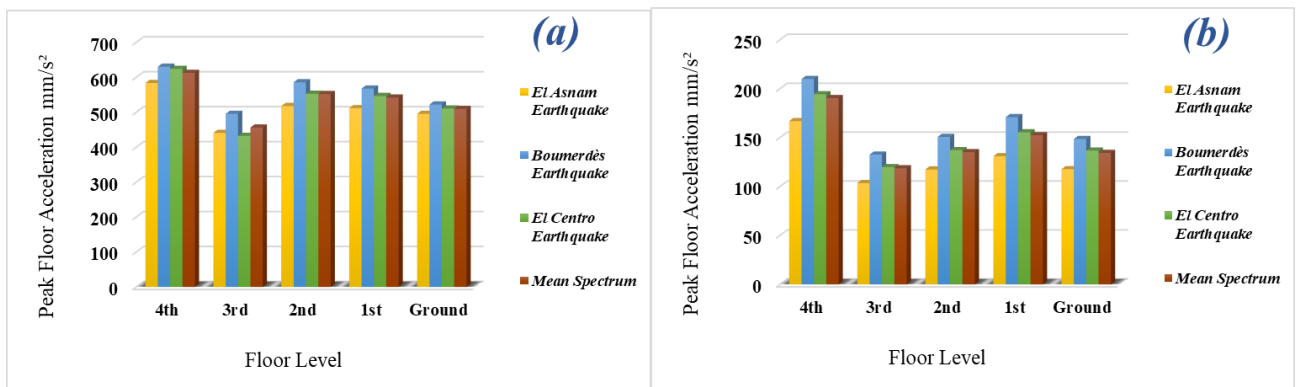 (a)
Peak Floor Acceleration mm/s²
700
600
500
400
300
200
100
0
4th 3rd 2nd 1st Ground
Floor Level
El Asnam
Earthquake
Boumerdès
Earthquake
El Centro
Earthquake
Mean Spectrum
(b)
Peak Floor Acceleration mm/s²
250
200
150
100
50
0
4th 3rd 2nd 1st Ground
Floor Level
El Asnam
Earthquake
Boumerdès
Earthquake
El Centro
Earthquake
Mean Spectrum